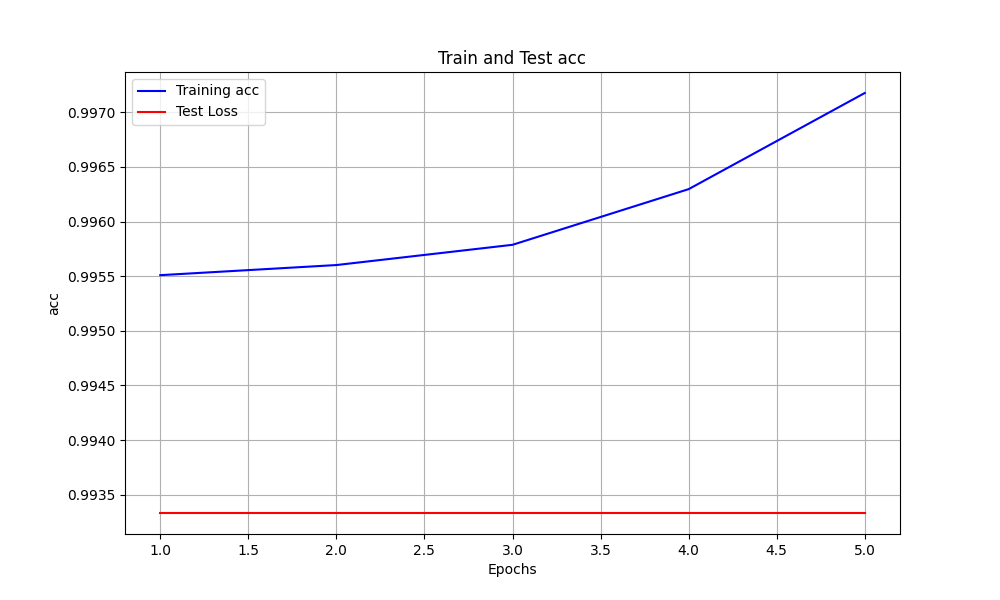 Train and Test acc
Training acc
Test Loss
0.9970
0.9965
0.9960
0.9955
0.9950
0.9945
0.9940
0.9935
acc
1.0 1.5 2.0 2.5 3.0 3.5 4.0 4.5 5.0
Epochs